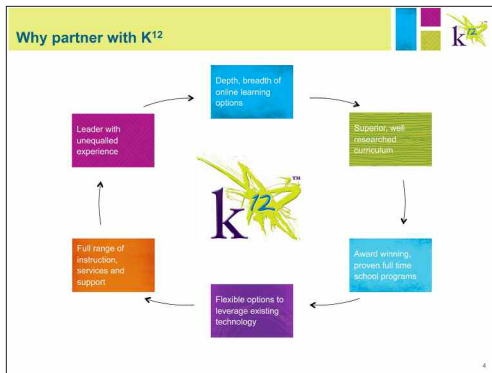 Why partner with K12
k12
Depth, breadth of
online learning
options
Superior, well
researched
curriculum
Award winning,
proven full time
school programs
Flexible options to
leverage existing
technology
Full range of
instruction,
services and
support
Leader with
unequalled
experience
k12™
4